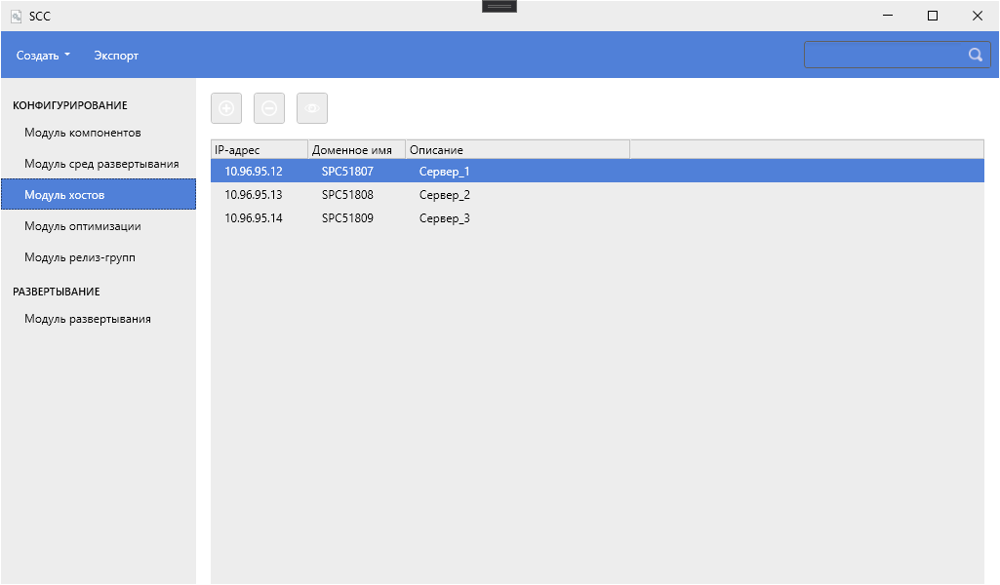 SCC
Создать Экспорт
КОНФИГУРИРОВАНИЕ
Модуль компонентов
Модуль сред развертывания
Модуль хостов
Модуль оптимизации
Модуль релиз-групп
РАЗВЕРТЫВАНИЕ
Модуль развертывания
IP-адрес Доменное имя Описание
10.96.95.12 SPC51807 Сервер_1
10.96.95.13 SPC51808 Сервер_2
10.96.95.14 SPC51809 Сервер_3